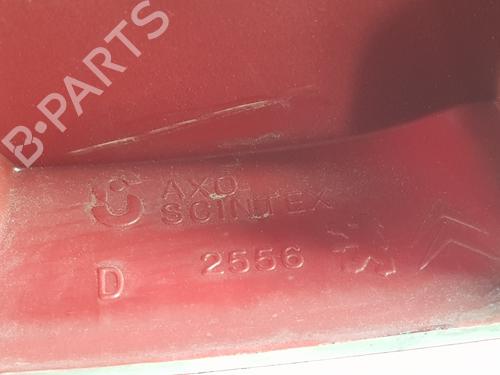 B-PARTS
AXO
SCINTEX
D 2556